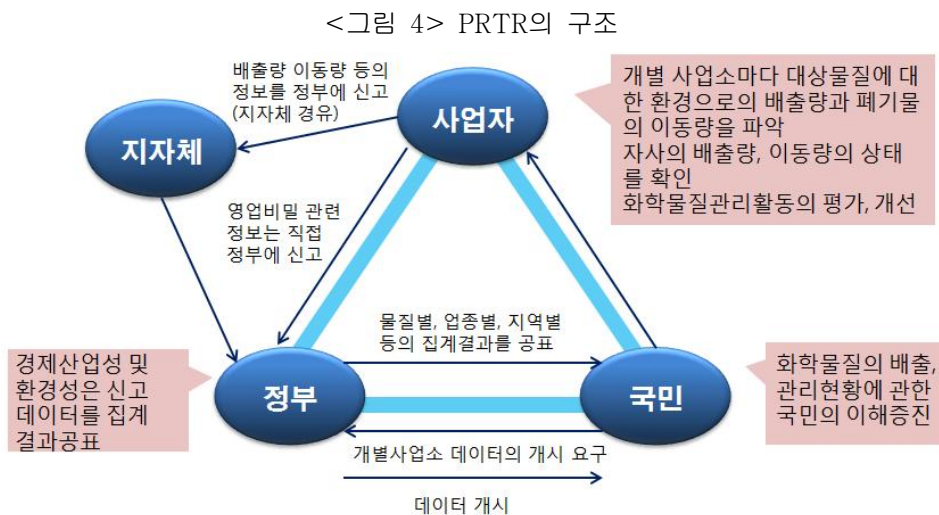 <그림 4> PRTR의 구조
배출량 이동량 등의
정보를 정부에 신고
(지자체 경유)
사업자
지자체
개별 사업소마다 대상물질에 대
한 환경으로의 배출량과 폐기물
의 이동량을 파악
자사의 배출량, 이동량의 상태
를 확인
화학물질관리활동의 평가, 개선
영업비밀 관련
정보는 직접
정부에 신고
물질별, 업종별, 지역별
등의 집계결과를 공표
경제산업성 및
환경성은 신고
데이터를 집계
결과공표
정부
국민
화학물질의 배출,
관리현황에 관한
국민의 이해증진
개별사업소 데이터의 개시 요구
데이터 개시